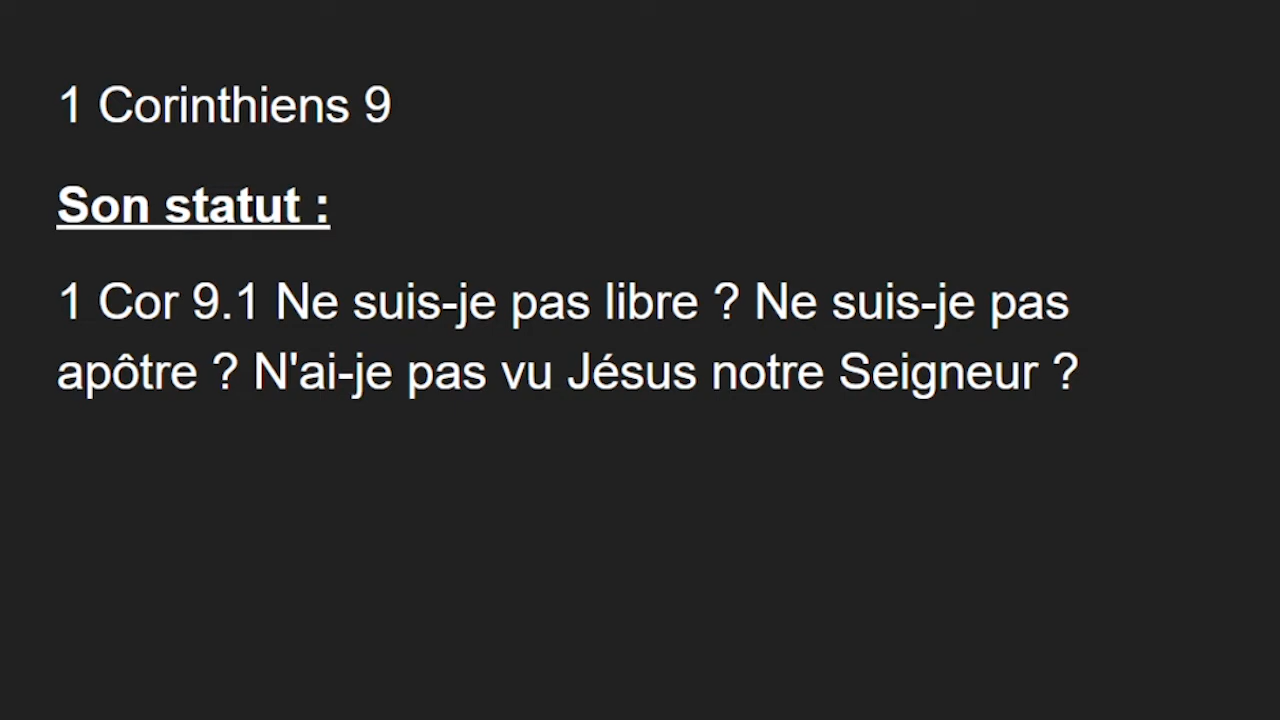 1 Corinthiens 9
Son statut :
1 Cor 9.1 Ne suis-je pas libre ? Ne suis-je pas
apôtre ? N'ai-je pas vu Jésus notre Seigneur ?